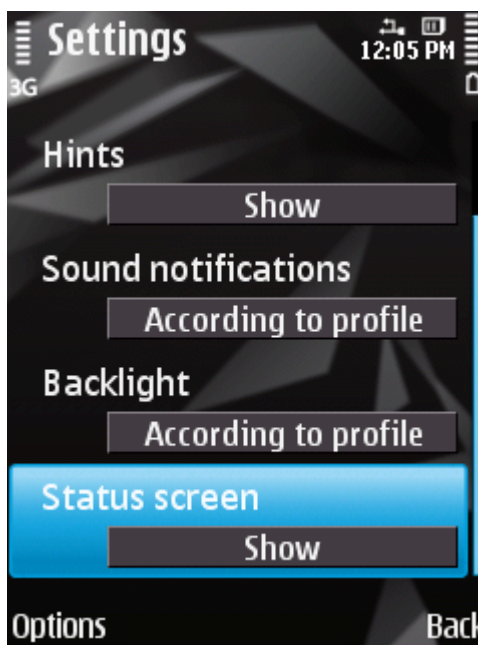 Settings
12:05 PM
3G
Hints
Show
Sound notifications
According to profile
Backlight
According to profile
Status screen
Show
Options
Back